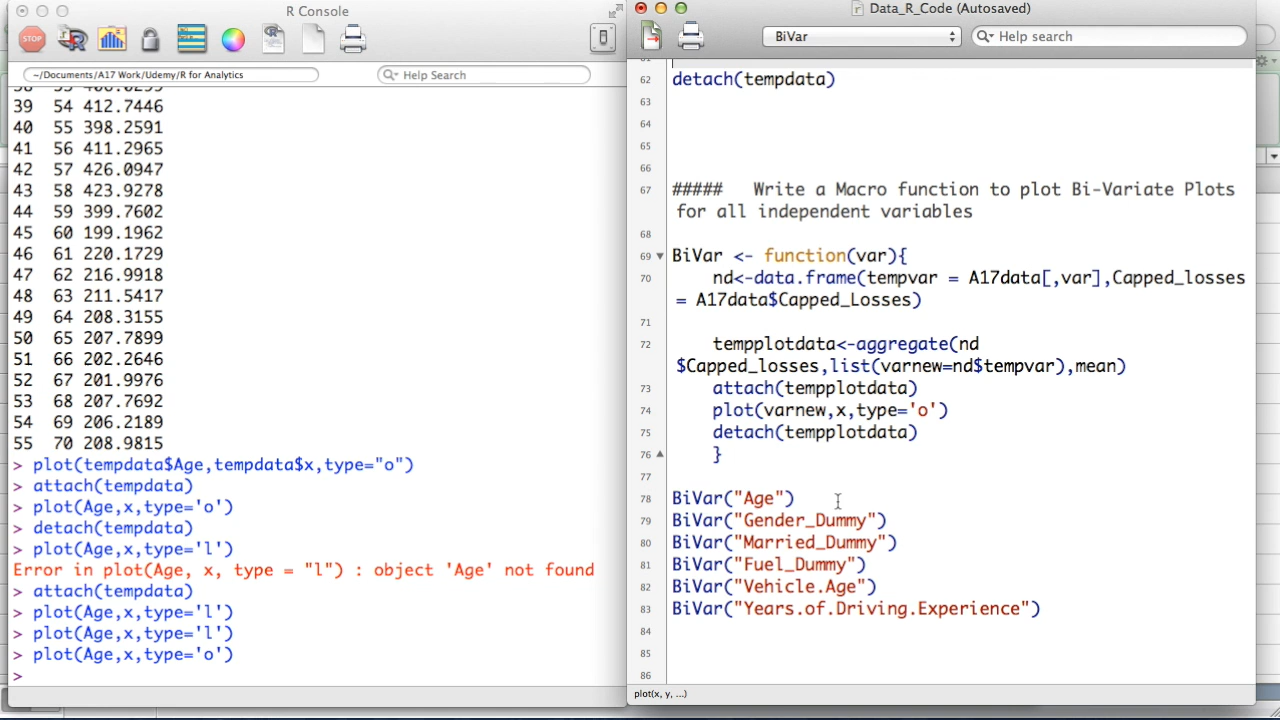 R Console
STOP
~/Documents/A17 Work/Udemy/R for Analytics
Help Search
39 54 412.7446
40 55 398.2591
41 56 411.2965
42 57 426.0947
43 58 423.9278
44 59 399.7602
45 60 199.1962
46 61 220.1729
47 62 216.9918
48 63 211.5417
49 64 208.3155
50 65 207.7899
51 66 202.2646
52 67 201.9976
53 68 207.7692
54 69 206.2189
55 70 208.9815
> plot(tempdata$Age,tempdata$x,type="o")
> attach(tempdata)
> plot(Age,x,type='o')
> detach(tempdata)
> plot(Age,x,type='l')
Error in plot(Age, x, type = "l") : object 'Age' not found
> attach(tempdata)
> plot(Age,x,type='l')
> plot(Age,x,type='l')
> plot(Age,x,type='o')
>
Data_R_Code (Autosaved)
BiVar
Help search
61
62 detach(tempdata)
63
64
65
66
67 ##### Write a Macro function to plot Bi-Variate Plots
for all independent variables
68
69 BiVar <- function(var){
70 nd<-data.frame(tempvar = A17data[,var],Capped_losses
= A17data$Capped_Losses)
71
72 tempplotdata<-aggregate(nd
$Capped_losses,list(varnew=nd$tempvar),mean)
73 attach(tempplotdata)
74 plot(varnew,x,type='o')
75 detach(tempplotdata)
76 }
77
78 BiVar("Age")
79 BiVar("Gender_Dummy")
80 BiVar("Married_Dummy")
81 BiVar("Fuel_Dummy")
82 BiVar("Vehicle.Age")
83 BiVar("Years.of.Driving.Experience")
84
85
86
plot(x, y, ...)